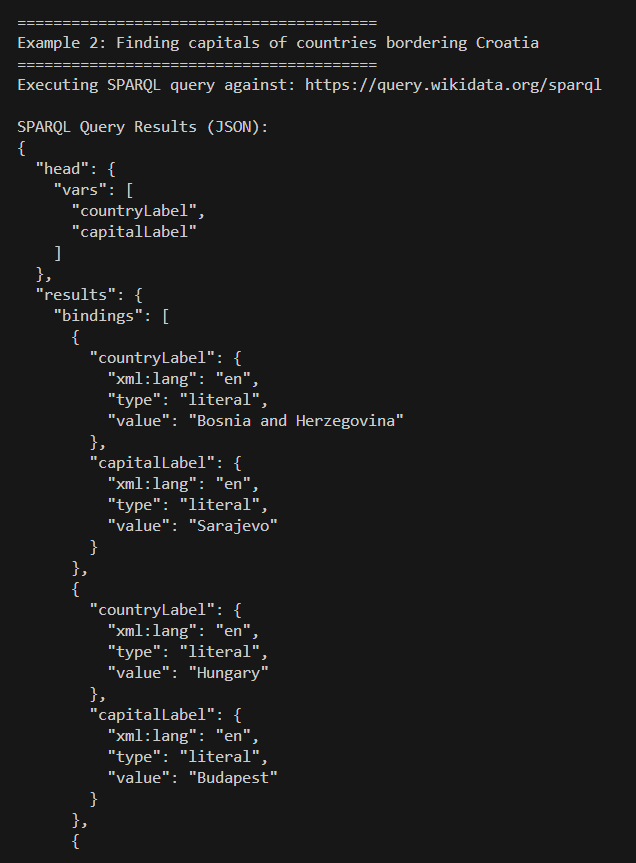 ========================================
Example 2: Finding capitals of countries bordering Croatia
========================================
Executing SPARQL query against: https://query.wikidata.org/sparql

SPARQL Query Results (JSON):
{
  "head": {
    "vars": [
      "countryLabel",
      "capitalLabel"
    ]
  },
  "results": {
    "bindings": [
      {
        "countryLabel": {
          "xml:lang": "en",
          "type": "literal",
          "value": "Bosnia and Herzegovina"
        },
        "capitalLabel": {
          "xml:lang": "en",
          "type": "literal",
          "value": "Sarajevo"
        }
      },
      {
        "countryLabel": {
          "xml:lang": "en",
          "type": "literal",
          "value": "Hungary"
        },
        "capitalLabel": {
          "xml:lang": "en",
          "type": "literal",
          "value": "Budapest"
        }
      },
      {